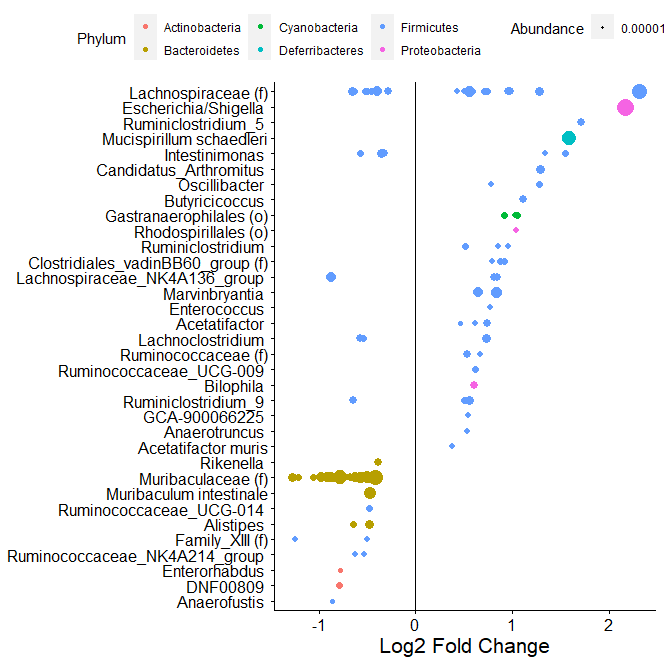 Phylum
Actinobacteria
Cyanobacteria
Firmicutes
Abundance
0.00001
Bacteroidetes
Deferribacteres
Proteobacteria
Lachnospiraceae (f)
Escherichia/Shigella
Ruminiclostridium_5
Mucispirillum schaedleri
Intestinimonas
Candidatus_Arthromitus
Oscillibacter
Butyricicoccus
Gastranaerophilales (o)
Rhodospirillales (o)
Ruminiclostridium
Clostridiales_vadinBB60_group (f)
Lachnospiraceae_NK4A136_group
Marvinbryantia
Enterococcus
Acetatifactor
Lachnoclostridium
Ruminococcaceae (f)
Ruminococcaceae_UCG-009
Bilophila
Ruminiclostridium_9
GCA-900066225
Anaerotruncus
Acetatifactor muris
Rikenella
Muribaculaceae (f)
Muribaculum intestinale
Ruminococcaceae_UCG-014
Alistipes
Family_XIII (f)
Ruminococcaceae_NK4A214_group
Enterorhabdus
DNF00809
Anaerofustis
-1 0 1 2
Log2 Fold Change